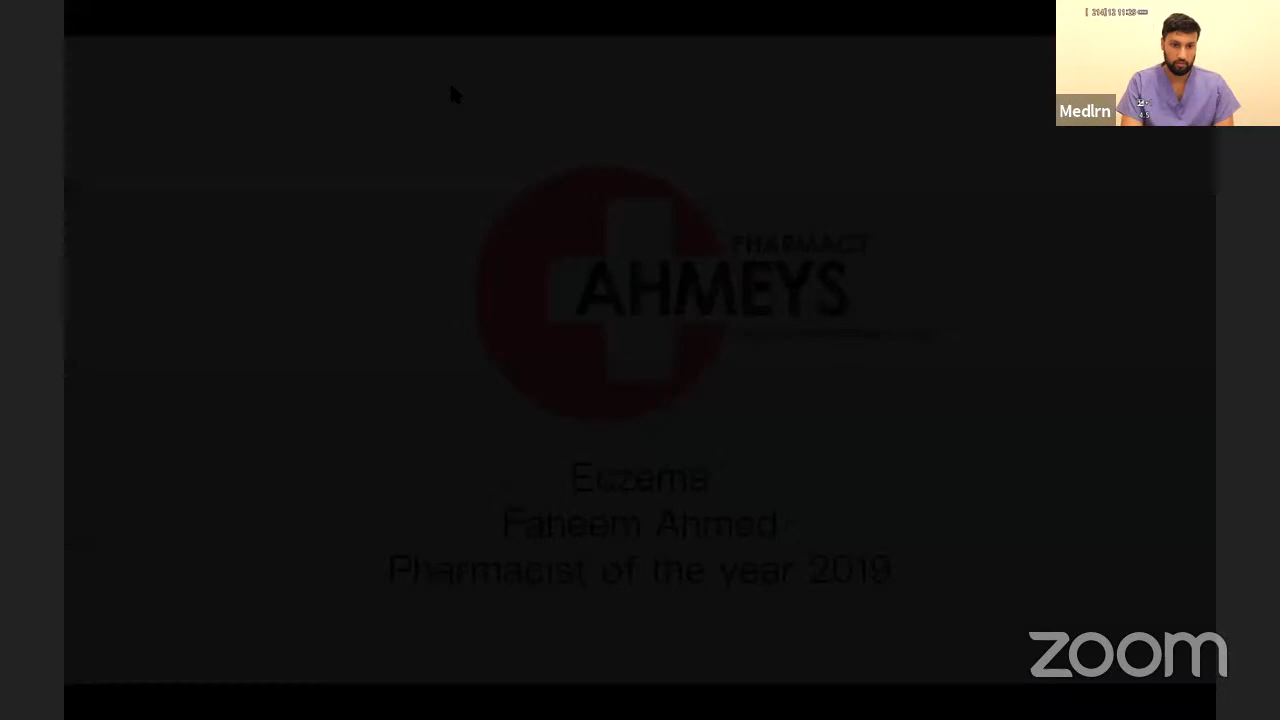 Medlrn
PHARMACY
AHMEYS
Eczema
Faheem Ahmed
Pharmacist of the year 2019
zoom